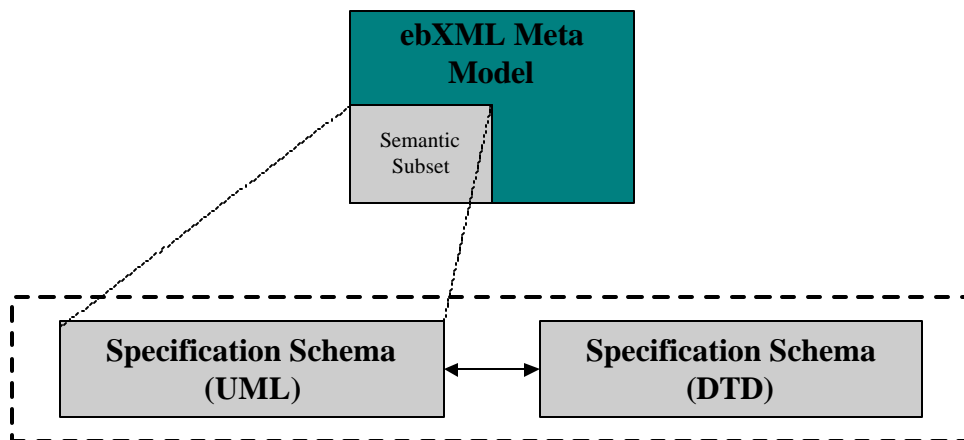 ebXML Meta
Model
Semantic
Subset
Specification Schema
(UML)
Specification Schema
(DTD)